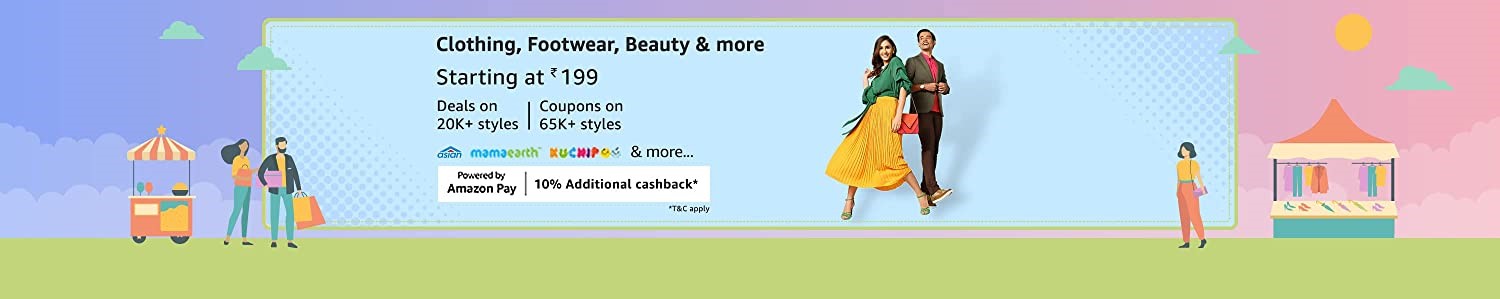 Clothing, Footwear, Beauty & more
Starting at ₹199
Deals on
20K+ styles
Coupons on
65K+ styles
asian mamaearth™ KUCHIPOO & more...
Powered by
Amazon Pay
10% Additional cashback*
*T&C apply